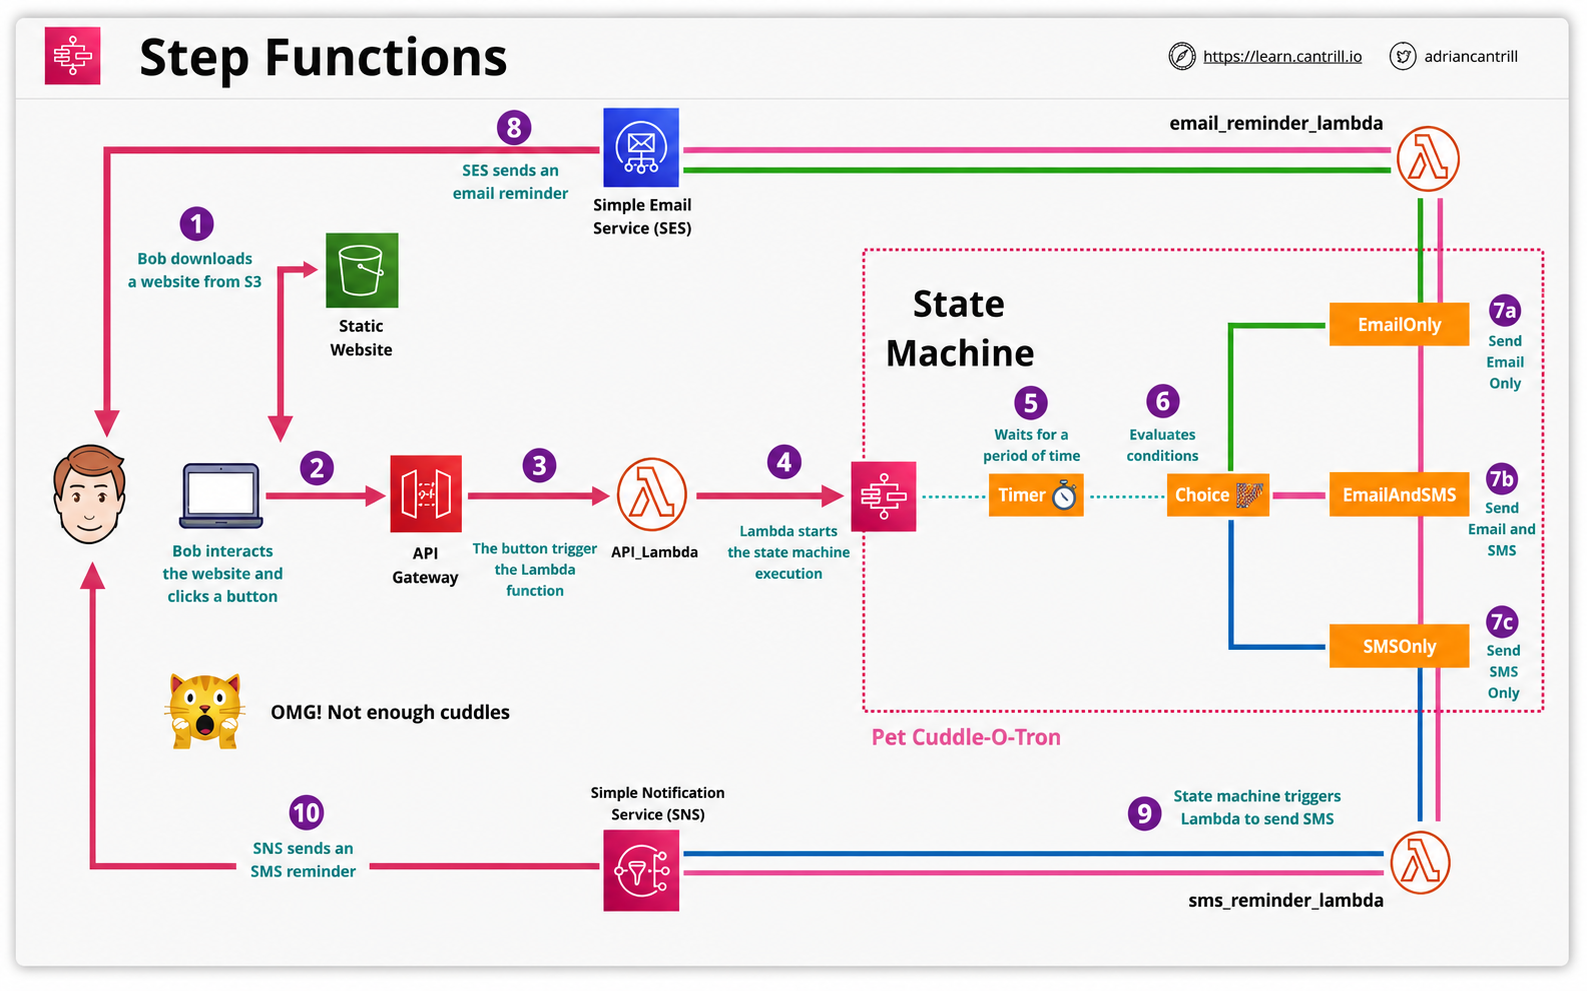 Step Functions
https://learn.cantrill.io
adriancantrill
8
SES sends an
email reminder
Simple Email
Service (SES)
email_reminder_lambda
1
Bob downloads
a website from S3
Static
Website
State
Machine
EmailOnly
7a
Send
Email
Only
2
Bob interacts
the website and
clicks a button
API
Gateway
3
The button trigger
the Lambda
function
API_Lambda
4
Lambda starts
the state machine
execution
5
Waits for a
period of time
Timer
6
Evaluates
conditions
Choice
EmailAndSMS
7b
Send
Email and
SMS
SMSOnly
7c
Send
SMS
Only
OMG! Not enough cuddles
Pet Cuddle-O-Tron
Simple Notification
Service (SNS)
9
State machine triggers
Lambda to send SMS
10
SNS sends an
SMS reminder
sms_reminder_lambda